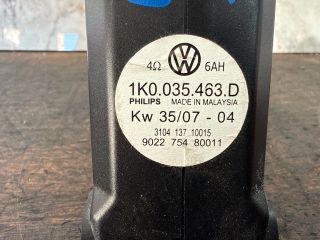 4Ω 6AH
1K0.035.463.D
PHILIPS MADE IN MALAYSIA
Kw 35/07 - 04
3104 137 10015
9022 754 80011